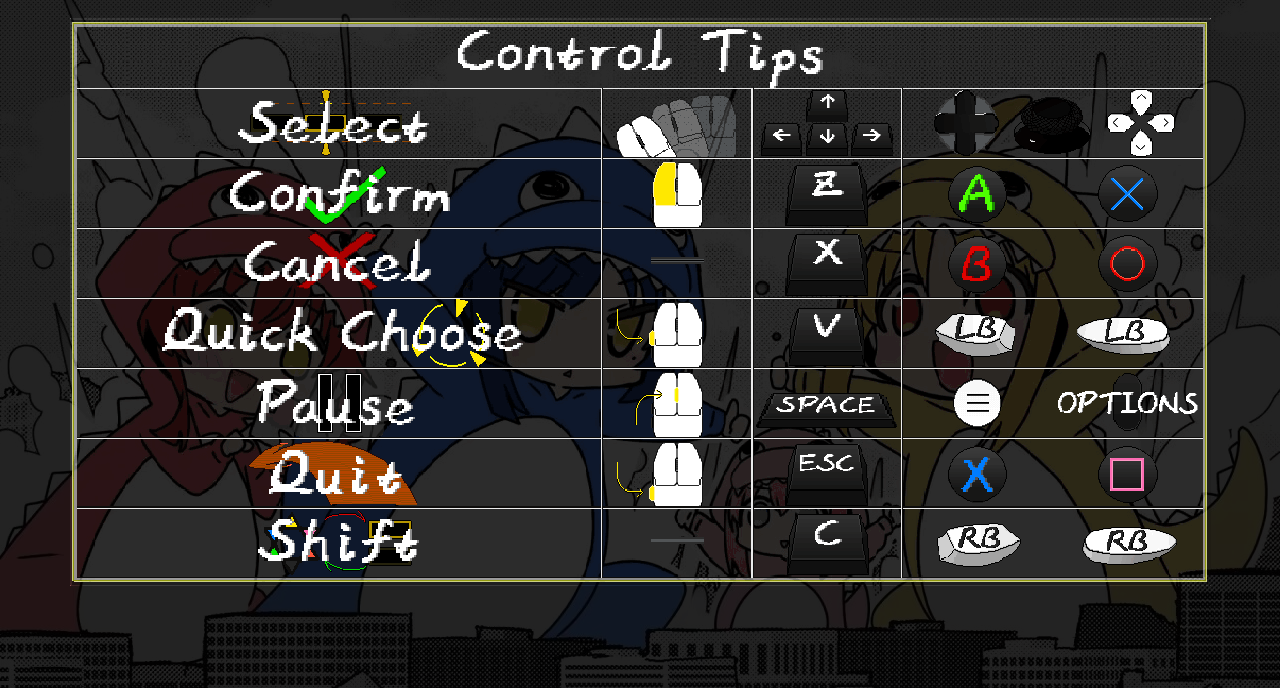 Control Tips
Select
Confirm Z A
Cancel X B
Quick Choose V LB LB
Pause SPACE OPTIONS
Quit ESC X
Shift C RB RB